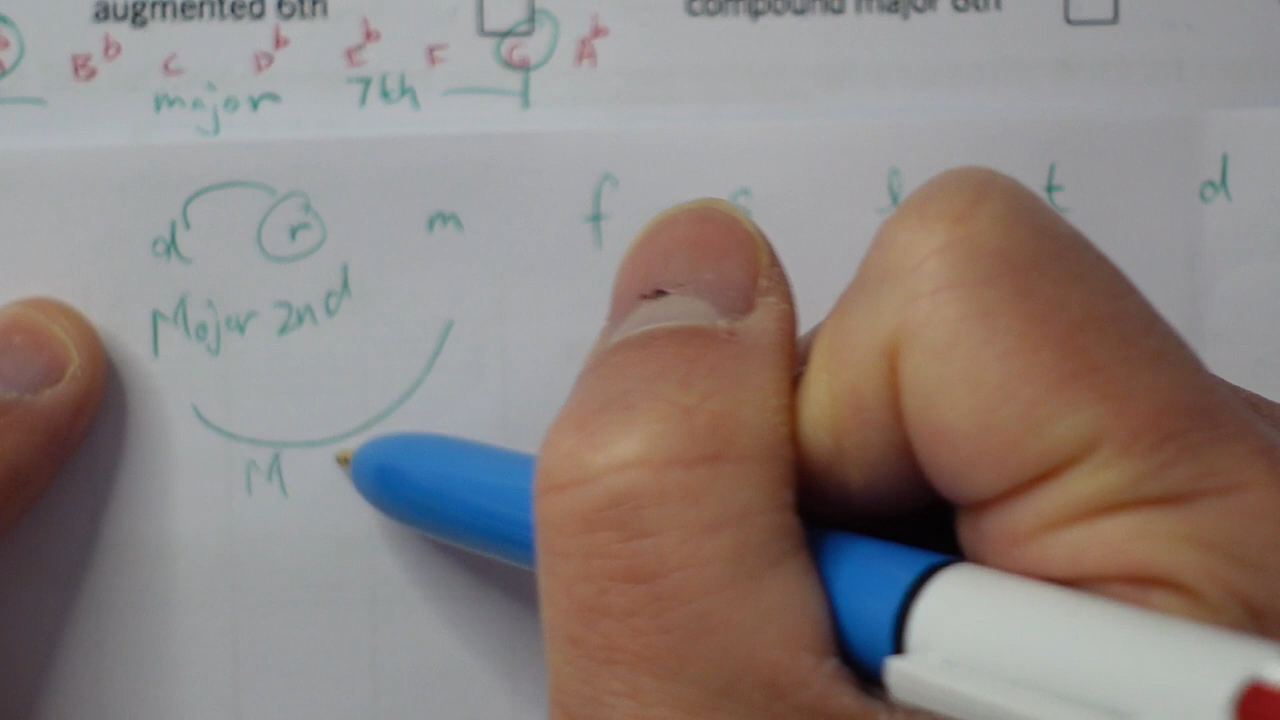 augmented 6th compound major 6th
A♭ B♭ C D♭ E♭ F G A♭
major 7th
d r m f s l t d
Major 2nd
M